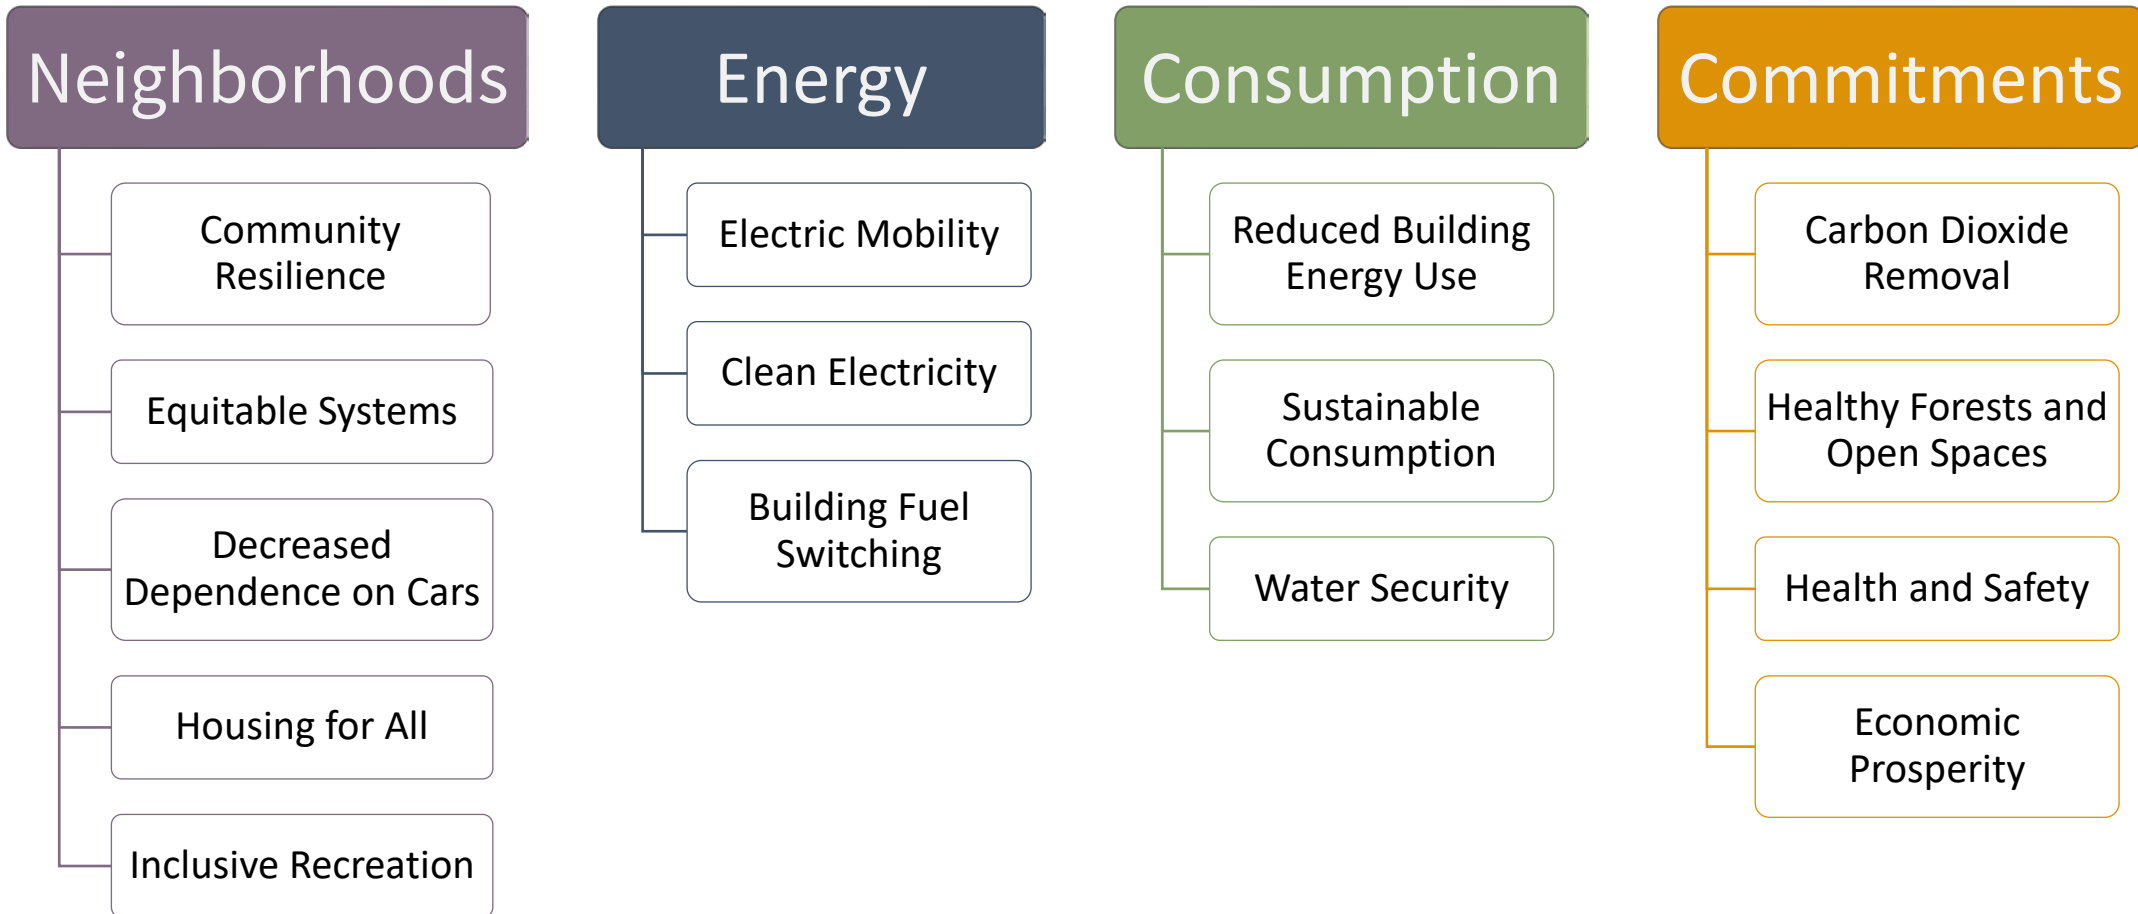 Neighborhoods
Community
Resilience
Equitable Systems
Decreased
Dependence on Cars
Housing for All
Inclusive Recreation
Energy
Electric Mobility
Clean Electricity
Building Fuel
Switching
Consumption
Reduced Building
Energy Use
Sustainable
Consumption
Water Security
Commitments
Carbon Dioxide
Removal
Healthy Forests and
Open Spaces
Health and Safety
Economic
Prosperity